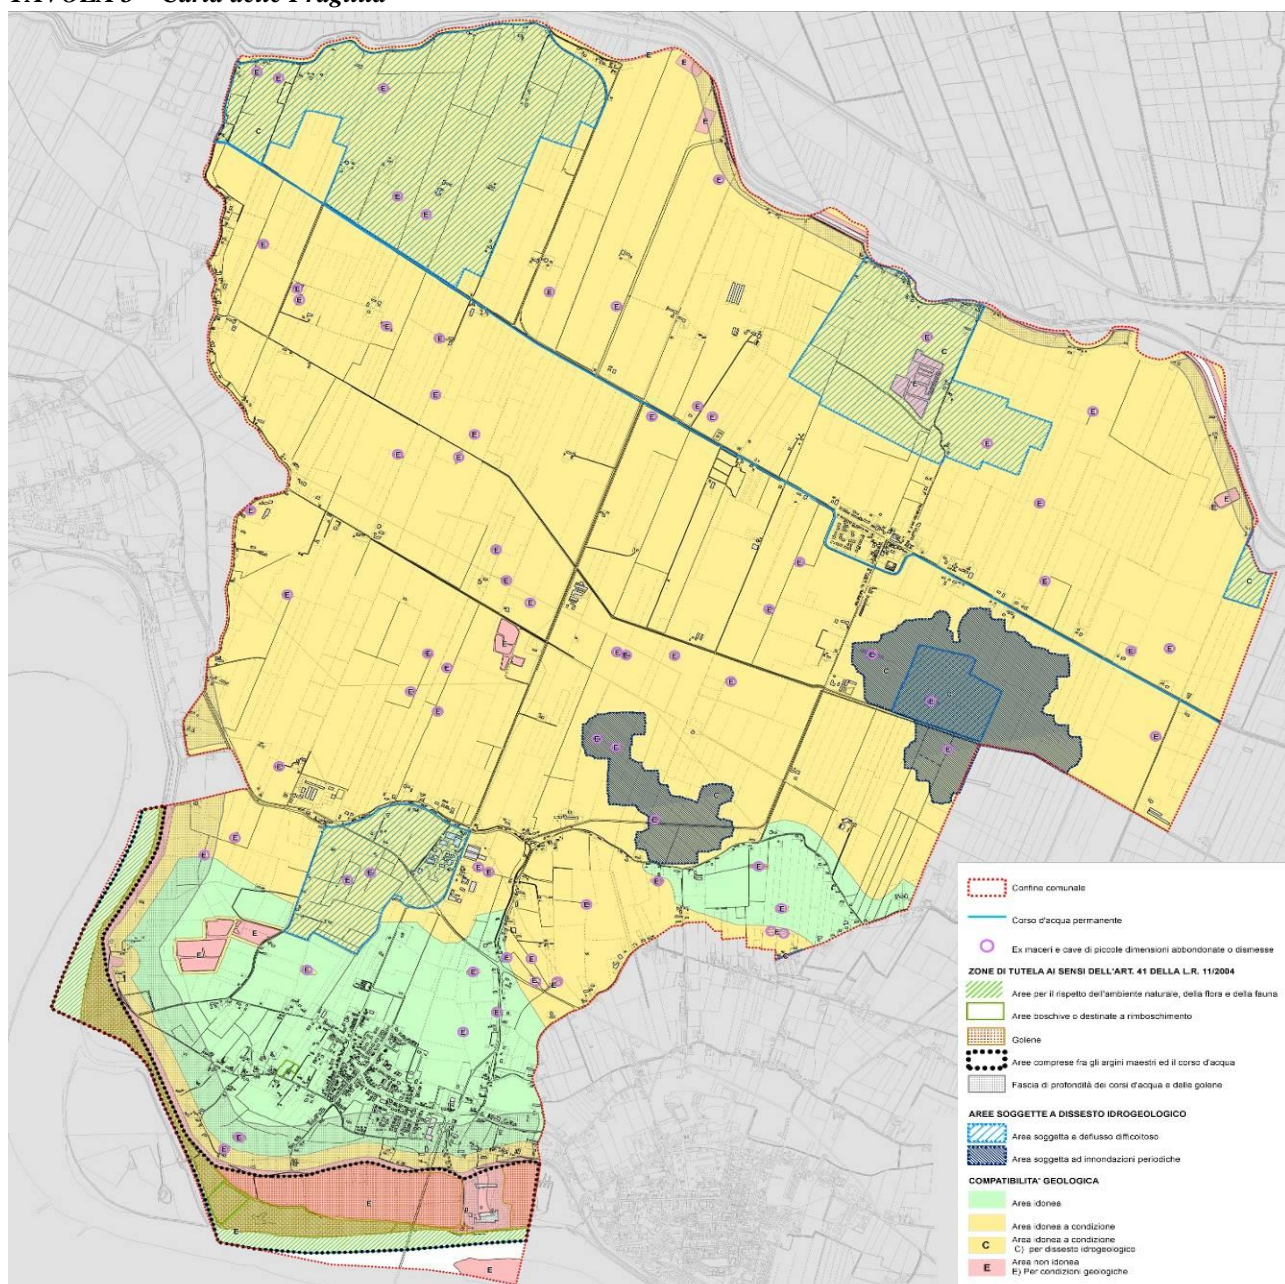 TAVOLA 3 – Carta delle Fragilità
Confine comunale
Corso d'acqua permanente
Ex maceri e cave di piccole dimensioni abbondonate o dismesse
ZONE DI TUTELA AI SENSI DELL'ART. 41 DELLA L.R. 11/2004
Aree per il rispetto dell'ambiente naturale, della flora e della fauna
Aree boschive o destinate a rimboschimento
Golene
Aree comprese fra gli argini maestri ed il corso d'acqua
Fascia di profondità dei corsi d'acqua e delle golene
AREE SOGGETTE A DISSESTO IDROGEOLOGICO
Area soggetta a deflusso difficoltoso
Area soggetta ad innondazioni periodiche
COMPATIBILITA' GEOLOGICA
Area idonea
Area idonea a condizione
C
Area idonea a condizione
C) per dissesto idrogeologico
E
Area non idonea
E) Per condizioni geologiche